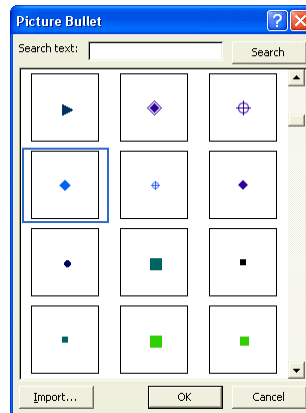 Picture Bullet
Search text:
Search
Import...
OK
Cancel